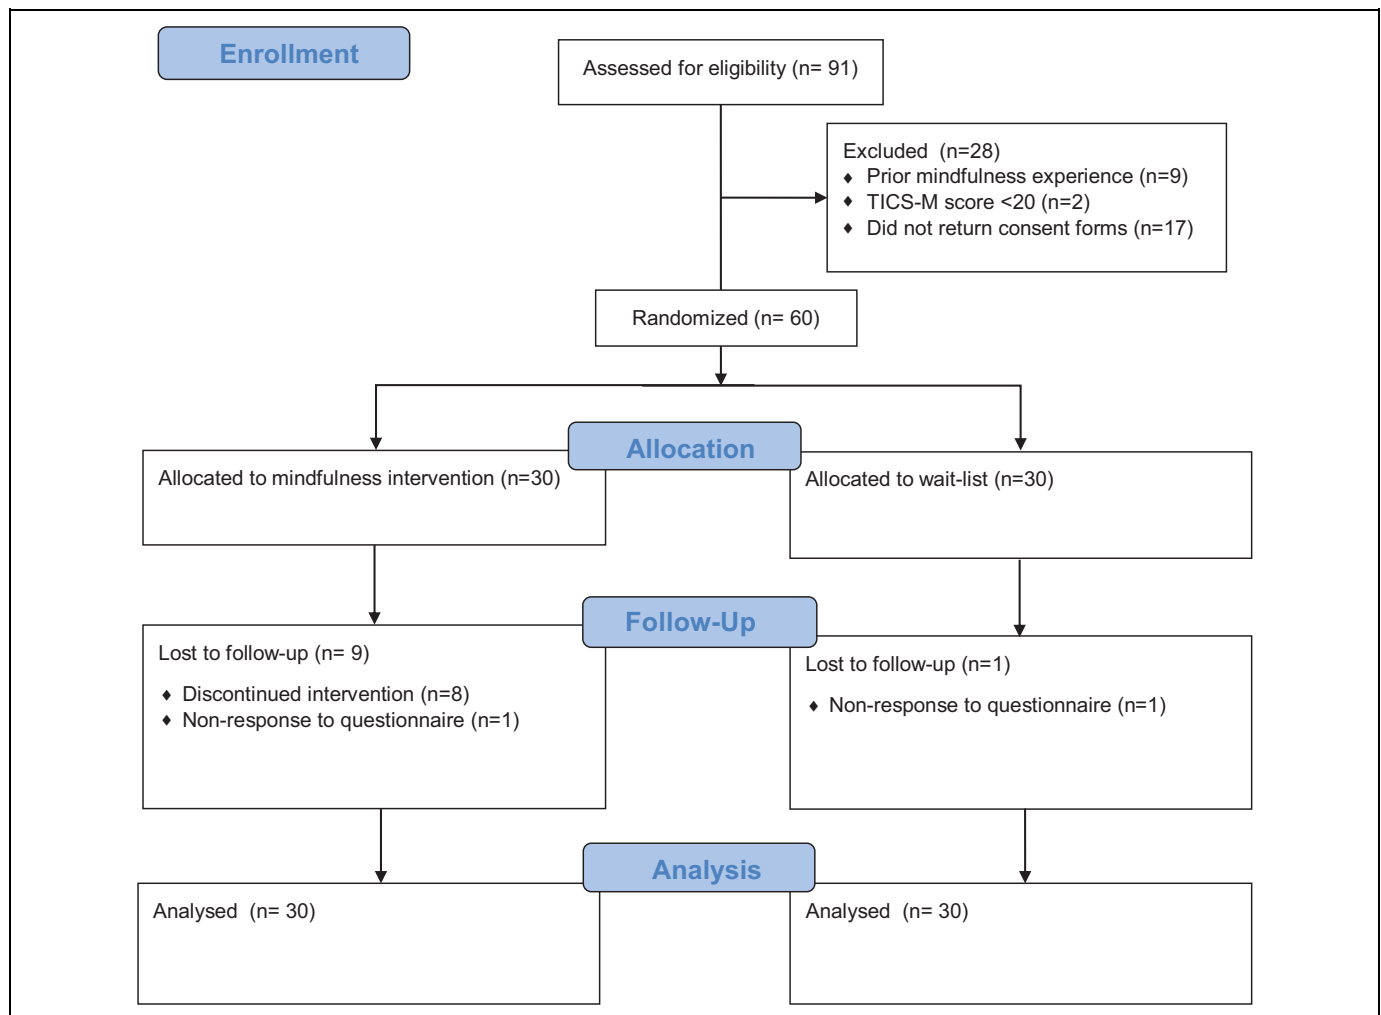 Enrollment
Assessed for eligibility (n= 91)
Excluded (n=28)
♦ Prior mindfulness experience (n=9)
♦ TICS-M score <20 (n=2)
♦ Did not return consent forms (n=17)
Randomized (n= 60)
Allocation
Allocated to mindfulness intervention (n=30)
Allocated to wait-list (n=30)
Follow-Up
Lost to follow-up (n= 9)
♦ Discontinued intervention (n=8)
♦ Non-response to questionnaire (n=1)
Lost to follow-up (n=1)
♦ Non-response to questionnaire (n=1)
Analysis
Analysed (n= 30)
Analysed (n= 30)